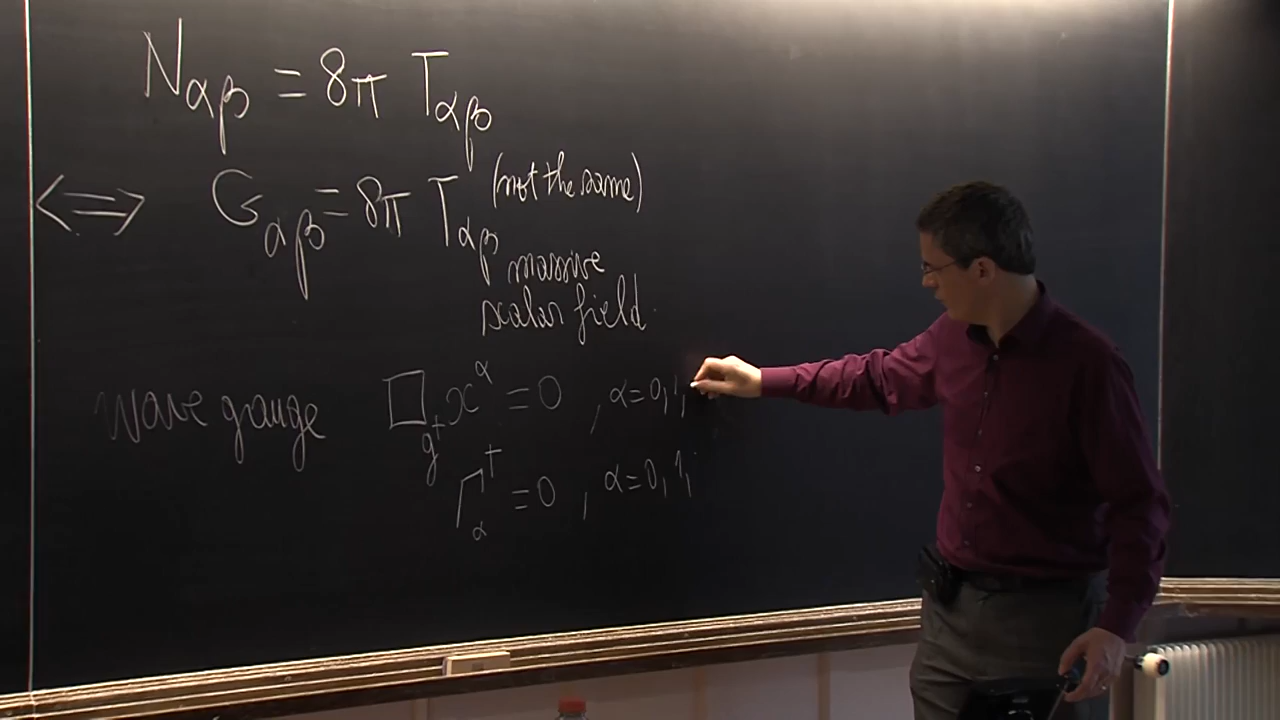 Nαβ = 8π Tαβ
⟺ Gαβ = 8π Tαβ (not the same)
massive
scalar field.
wave gauge □g† x^α = 0 , α = 0, 1,
Γ†α = 0 , α = 0, 1,